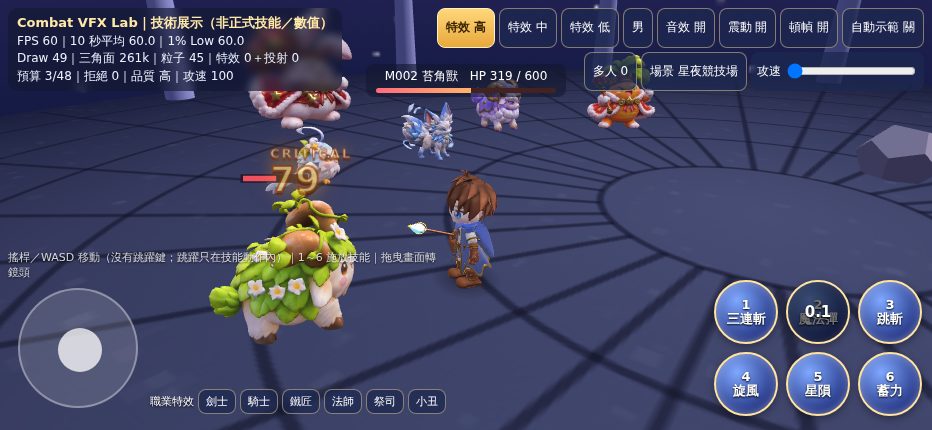 Combat VFX Lab｜技術展示（非正式技能／數值）
FPS 60｜10 秒平均 60.0｜1% Low 60.0
Draw 49｜三角面 261k｜粒子 45｜特效 0＋投射 0
預算 3/48｜拒絕 0｜品質 高｜攻速 100
特效 高
特效 中
特效 低
男
音效 開
震動 開
頓幀 開
自動示範 關
多人 0
場景 星夜競技場
攻速
M002 苔角獸 HP 319 / 600
CRITICAL
79
搖桿／WASD 移動（沒有跳躍鍵；跳躍只在技能動作內）｜1～6 施放技能｜拖曳畫面轉
鏡頭
1
三連斬
2
魔法彈
0.1
3
跳斬
4
旋風
5
星隕
6
蓄力
職業特效
劍士
騎士
鐵匠
法師
祭司
小丑